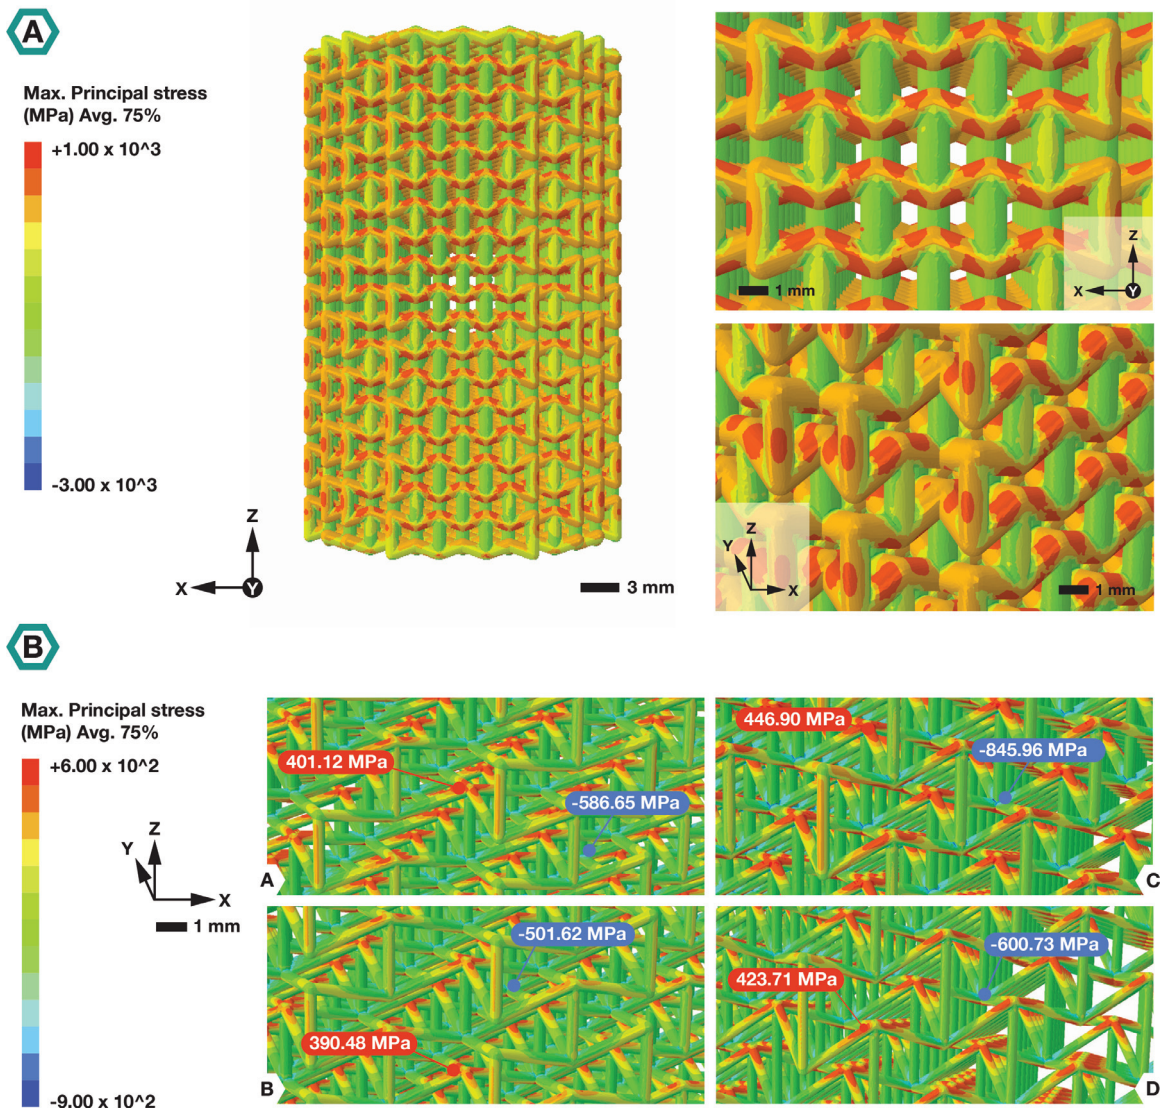 A
Max. Principal stress
(MPa) Avg. 75%
+1.00 x 10^3
-3.00 x 10^3
Z
X
Y
3 mm
1 mm
Z
X
Y
Z
Y
X
1 mm
B
Max. Principal stress
(MPa) Avg. 75%
+6.00 x 10^2
-9.00 x 10^2
Z
Y
X
1 mm
401.12 MPa
-586.65 MPa
A
446.90 MPa
-845.96 MPa
C
-501.62 MPa
390.48 MPa
B
-600.73 MPa
423.71 MPa
D